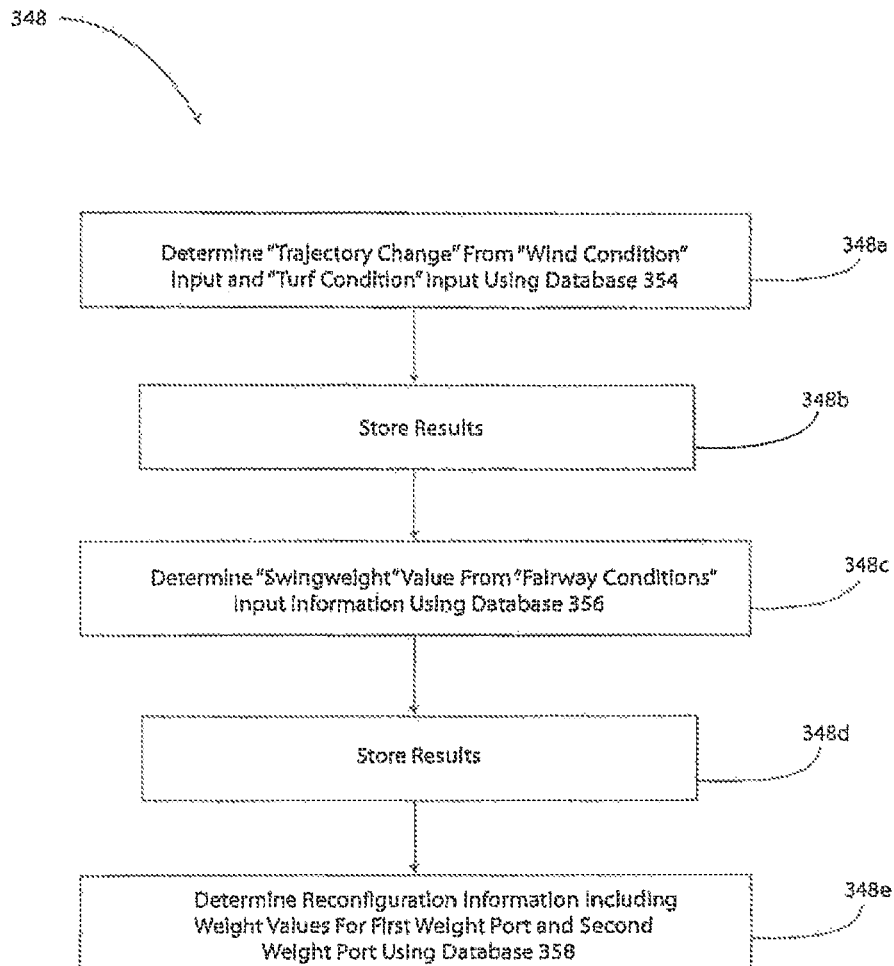 348
Determine "Trajectory Change" From "Wind Condition"
Input and "Turf Condition" Input Using Database 354
348a
Store Results
348b
Determine "Swingweight" Value From "Fairway Conditions"
Input Information Using Database 356
348c
Store Results
348d
Determine Reconfiguration Information Including
Weight Values For First Weight Port and Second
Weight Port Using Database 358
348e